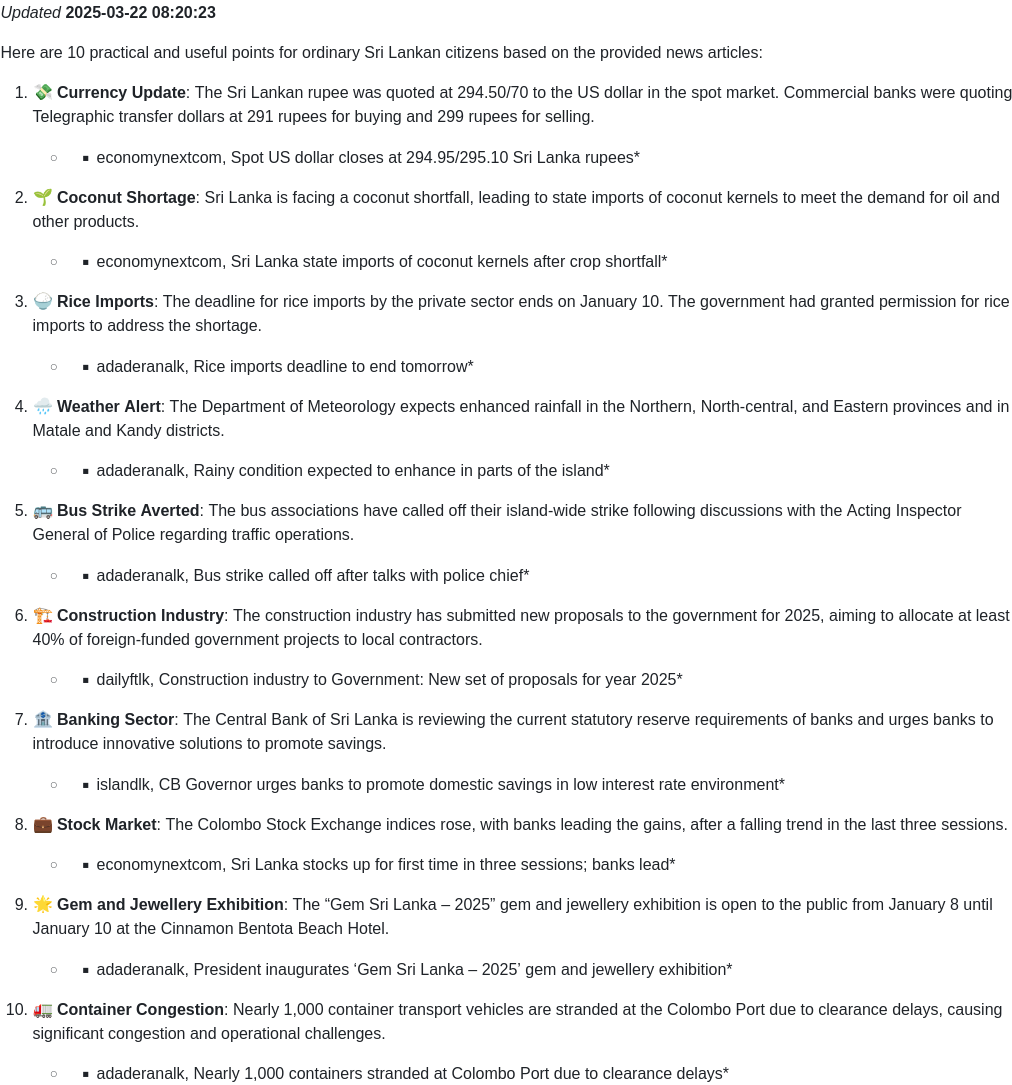 Updated 2025-03-22 08:20:23
Here are 10 practical and useful points for ordinary Sri Lankan citizens based on the provided news articles:
1. 💸 Currency Update: The Sri Lankan rupee was quoted at 294.50/70 to the US dollar in the spot market. Commercial banks were quoting
Telegraphic transfer dollars at 291 rupees for buying and 299 rupees for selling.
○ ▪ economynextcom, Spot US dollar closes at 294.95/295.10 Sri Lanka rupees*
2. 🌱 Coconut Shortage: Sri Lanka is facing a coconut shortfall, leading to state imports of coconut kernels to meet the demand for oil and
other products.
○ ▪ economynextcom, Sri Lanka state imports of coconut kernels after crop shortfall*
3. 🍚 Rice Imports: The deadline for rice imports by the private sector ends on January 10. The government had granted permission for rice
imports to address the shortage.
○ ▪ adaderanalk, Rice imports deadline to end tomorrow*
4. 🌧️ Weather Alert: The Department of Meteorology expects enhanced rainfall in the Northern, North-central, and Eastern provinces and in
Matale and Kandy districts.
○ ▪ adaderanalk, Rainy condition expected to enhance in parts of the island*
5. 🚌 Bus Strike Averted: The bus associations have called off their island-wide strike following discussions with the Acting Inspector
General of Police regarding traffic operations.
○ ▪ adaderanalk, Bus strike called off after talks with police chief*
6. 🏗️ Construction Industry: The construction industry has submitted new proposals to the government for 2025, aiming to allocate at least
40% of foreign-funded government projects to local contractors.
○ ▪ dailyftlk, Construction industry to Government: New set of proposals for year 2025*
7. 🏦 Banking Sector: The Central Bank of Sri Lanka is reviewing the current statutory reserve requirements of banks and urges banks to
introduce innovative solutions to promote savings.
○ ▪ islandlk, CB Governor urges banks to promote domestic savings in low interest rate environment*
8. 💼 Stock Market: The Colombo Stock Exchange indices rose, with banks leading the gains, after a falling trend in the last three sessions.
○ ▪ economynextcom, Sri Lanka stocks up for first time in three sessions; banks lead*
9. 🌟 Gem and Jewellery Exhibition: The “Gem Sri Lanka – 2025” gem and jewellery exhibition is open to the public from January 8 until
January 10 at the Cinnamon Bentota Beach Hotel.
○ ▪ adaderanalk, President inaugurates ‘Gem Sri Lanka – 2025’ gem and jewellery exhibition*
10. 🚛 Container Congestion: Nearly 1,000 container transport vehicles are stranded at the Colombo Port due to clearance delays, causing
significant congestion and operational challenges.
○ ▪ adaderanalk, Nearly 1,000 containers stranded at Colombo Port due to clearance delays*